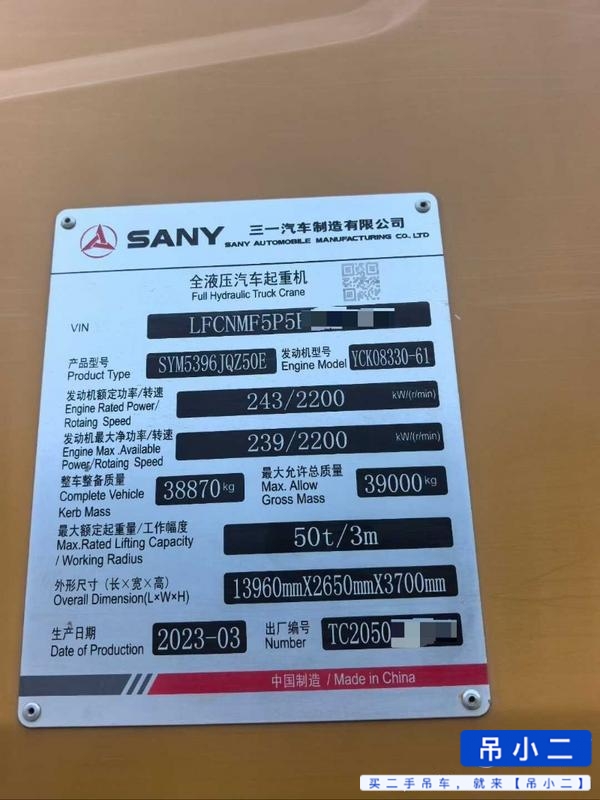 SANY 三一汽车制造有限公司
SANY AUTOMOBILE MANUFACTURING CO., LTD
全液压汽车起重机
Full Hydraulic Truck Crane
VIN LFCNMF5P5
产品型号 SYM5396JQZ50E 发动机型号 YCK08330-61
Product Type Engine Model
发动机额定功率/转速 243/2200 kW/(r/min)
Engine Rated Power/
Rotaing Speed
发动机最大净功率/转速 239/2200 kW/(r/min)
Engine Max .Available
Power/Rotaing Speed
整车整备质量 38870kg 最大允许总质量 39000kg
Complete Vehicle Max. Allow
Kerb Mass Gross Mass
最大额定起重量/工作幅度 50t/3m
Max.Rated Lifting Capacity
/ Working Radius
外形尺寸（长×宽×高） 13960mmX2650mmX3700mm
Overall Dimension(L×W×H)
生产日期 2023-03 出厂编号 TC2050
Date of Production Number
中国制造 / Made in China
吊小二
买二手吊车，就来【吊小二】